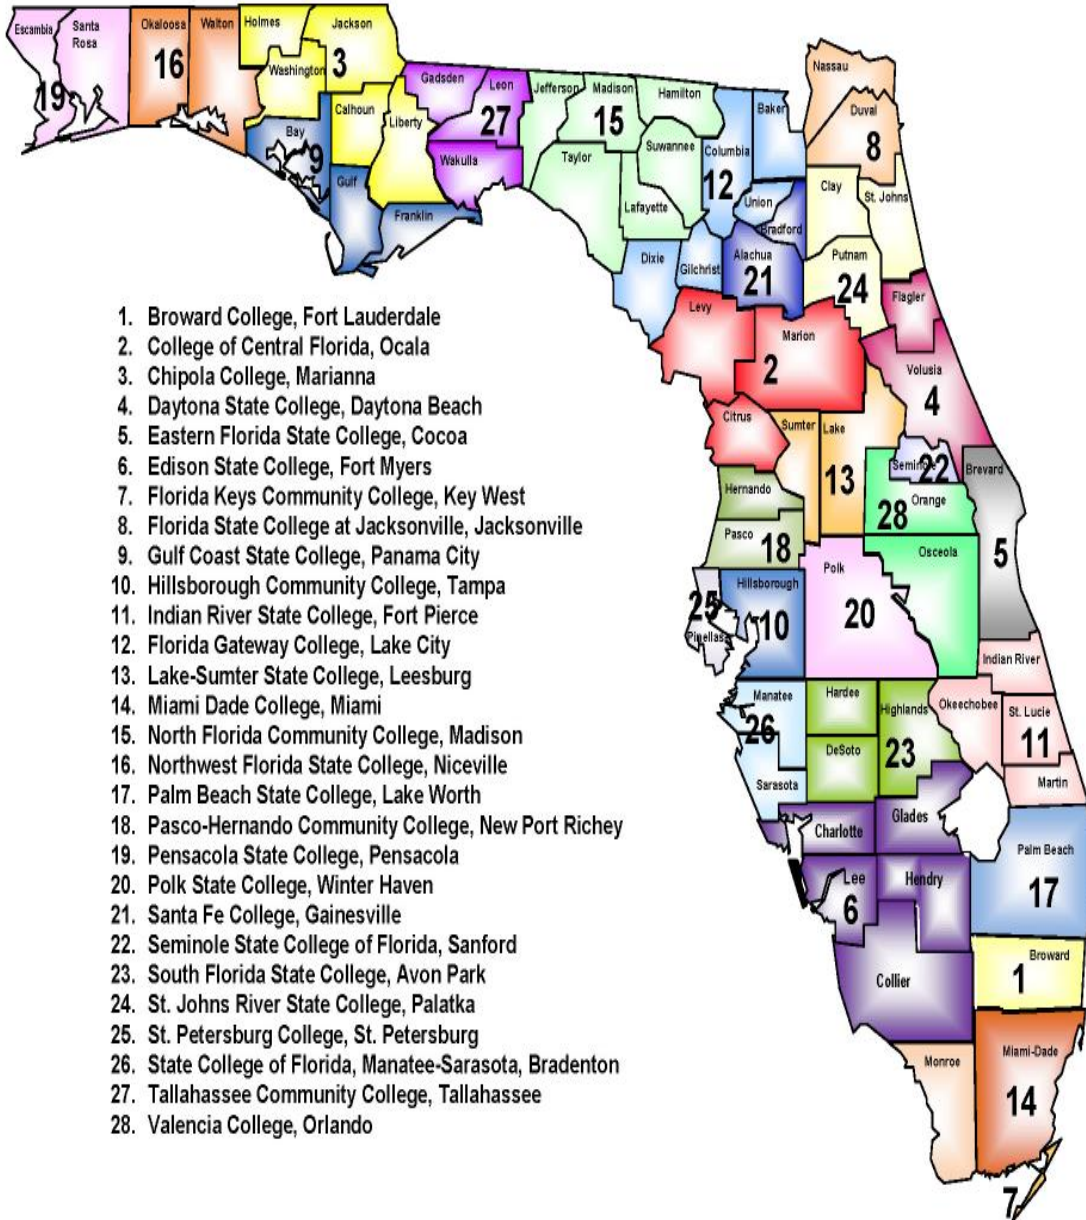 Escambia
Santa
Rosa
19
Okaloosa
Walton
16
Holmes
Jackson
Washington
3
Calhoun
Liberty
Bay
9
Gulf
Franklin
Gadsden
Leon
27
Wakulla
Jefferson
Madison
Hamilton
15
Taylor
Suwannee
Lafayette
Columbia
Baker
12
Union
Bradford
Dixie
Gilchrist
Alachua
21
Nassau
Duval
8
Clay
St. Johns
Putnam
24
Flagler
Levy
Marion
2
Citrus
Volusia
4
Sumter
Lake
13
Seminole
22
Brevard
5
Orange
28
Osceola
Hernando
Pasco
18
Hillsborough
10
25
Pinellas
Polk
20
Indian River
Manatee
26
Sarasota
Hardee
DeSoto
Highlands
23
Okeechobee
St. Lucie
11
Martin
Charlotte
Glades
Lee
6
Hendry
Collier
Palm Beach
17
Broward
1
Monroe
Miami-Dade
14
7
1. Broward College, Fort Lauderdale
2. College of Central Florida, Ocala
3. Chipola College, Marianna
4. Daytona State College, Daytona Beach
5. Eastern Florida State College, Cocoa
6. Edison State College, Fort Myers
7. Florida Keys Community College, Key West
8. Florida State College at Jacksonville, Jacksonville
9. Gulf Coast State College, Panama City
10. Hillsborough Community College, Tampa
11. Indian River State College, Fort Pierce
12. Florida Gateway College, Lake City
13. Lake-Sumter State College, Leesburg
14. Miami Dade College, Miami
15. North Florida Community College, Madison
16. Northwest Florida State College, Niceville
17. Palm Beach State College, Lake Worth
18. Pasco-Hernando Community College, New Port Richey
19. Pensacola State College, Pensacola
20. Polk State College, Winter Haven
21. Santa Fe College, Gainesville
22. Seminole State College of Florida, Sanford
23. South Florida State College, Avon Park
24. St. Johns River State College, Palatka
25. St. Petersburg College, St. Petersburg
26. State College of Florida, Manatee-Sarasota, Bradenton
27. Tallahassee Community College, Tallahassee
28. Valencia College, Orlando